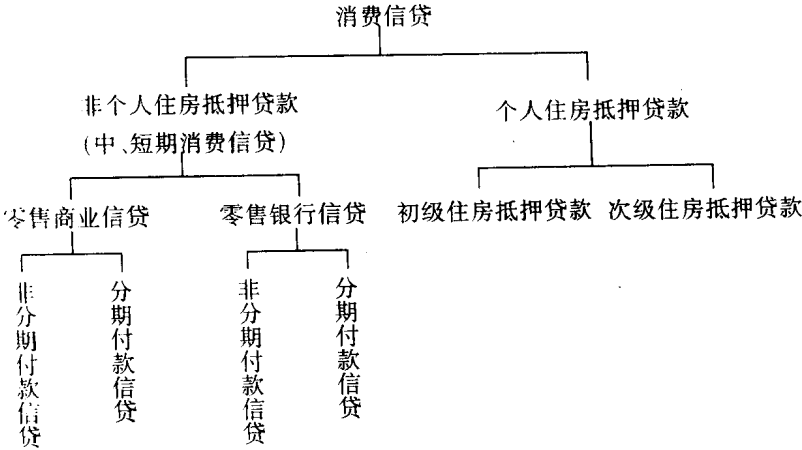 消费信贷
非个人住房抵押贷款
(中、短期消费信贷)
个人住房抵押贷款
零售商业信贷
零售银行信贷
初级住房抵押贷款
次级住房抵押贷款
非分期付款信贷
分期付款信贷
非分期付款信贷
分期付款信贷